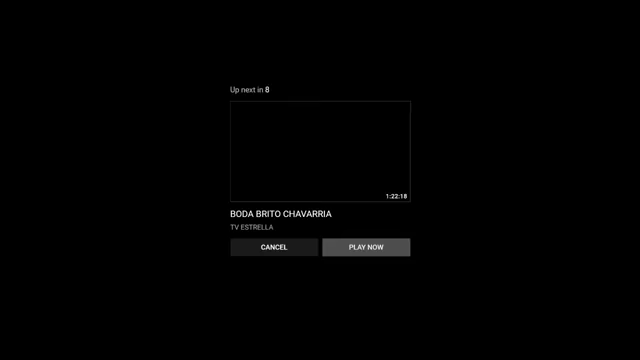 Up next in 8
1:22:18
BODA BRITO CHAVARRIA
TV ESTRELLA
CANCEL
PLAY NOW